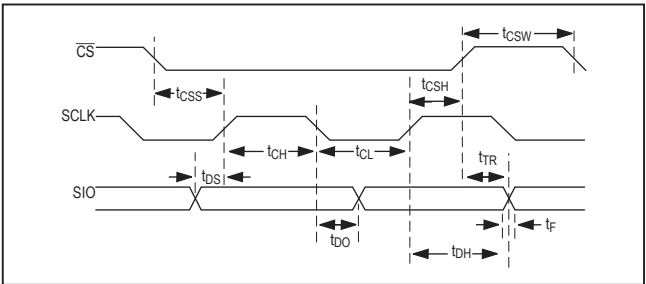 CS
tCSW
tCSS
tCSH
SCLK
tCH
tCL
tTR
tDS
SIO
tF
tDO
tDH